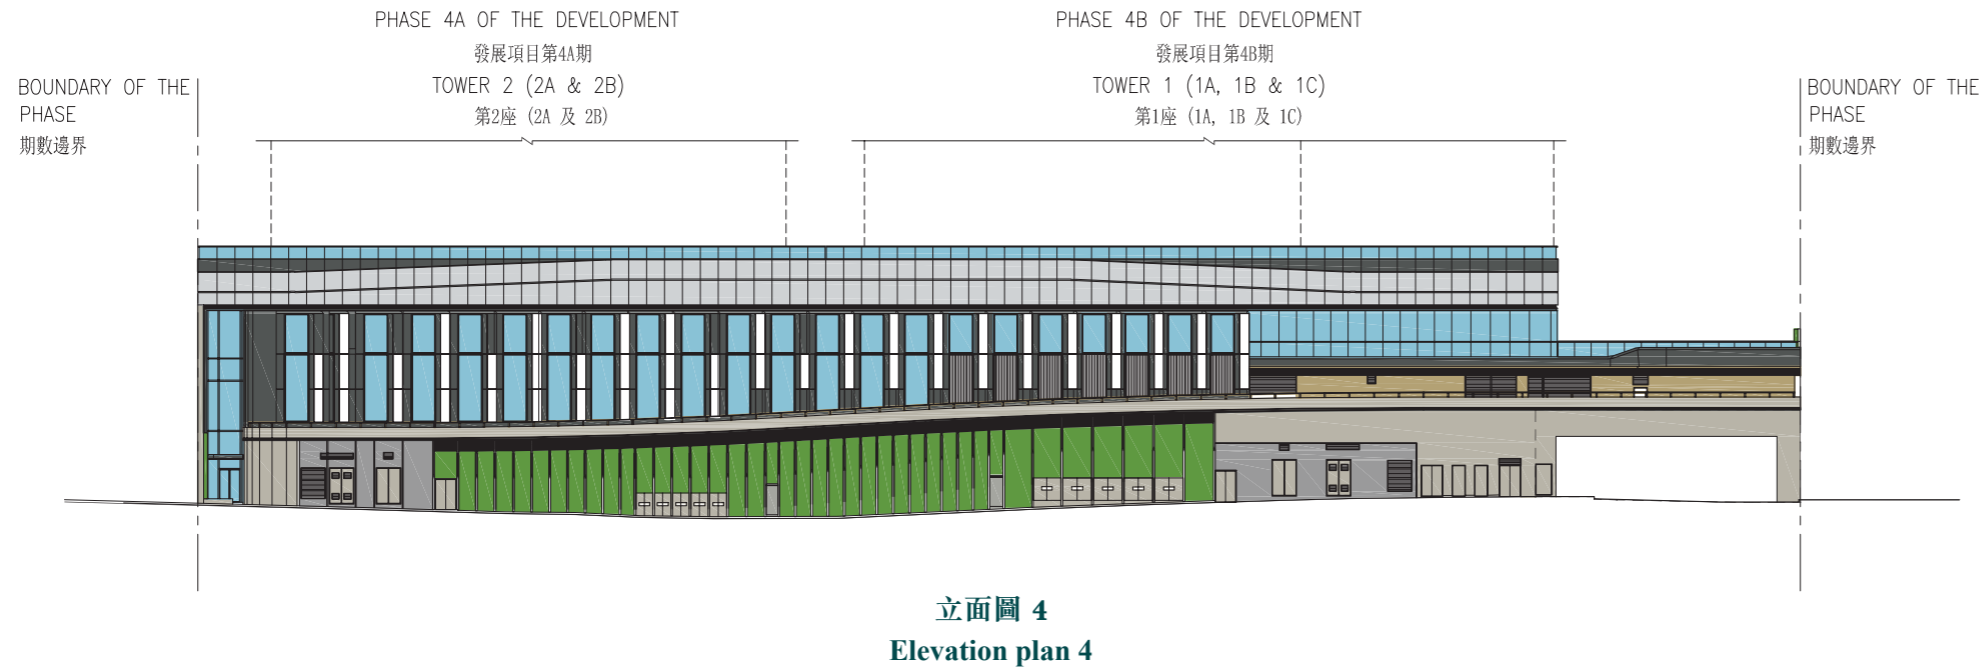 PHASE 4A OF THE DEVELOPMENT
發展項目第4A期
TOWER 2 (2A & 2B)
第2座 (2A 及 2B)
PHASE 4B OF THE DEVELOPMENT
發展項目第4B期
TOWER 1 (1A, 1B & 1C)
第1座 (1A, 1B 及 1C)
BOUNDARY OF THE
PHASE
期數邊界
BOUNDARY OF THE
PHASE
期數邊界
立面圖 4
Elevation plan 4